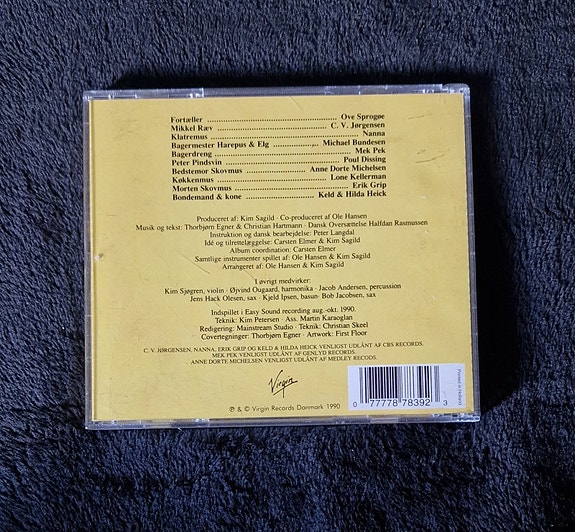 Fortæller ........ Ove Sprogøe
Mikkel Ræv ........ C. V. Jørgensen
Klatremus ........ Nanna
Bagermester Harepus & Elg ........ Michael Bundesen
Bagerdreng ........ Mek Pek
Peter Pindsvin ........ Poul Dissing
Bedstemor Skovmus ........ Anne Dorte Michelsen
Køkkenmus ........ Lone Kellerman
Morten Skovmus ........ Erik Grip
Bondemand & kone ........ Keld & Hilda Heick
Produceret af: Kim Sagild · Co-produceret af Ole Hansen
Musik og tekst: Thorbjørn Egner & Christian Hartmann · Dansk Oversættelse Halfdan Rasmussen
Instruktion og dansk bearbejdelse: Peter Langdal
Idé og tilrettelæggelse: Carsten Elmer & Kim Sagild
Album coordination: Carsten Elmer
Samtlige instrumenter spillet af: Ole Hansen & Kim Sagild
Arrangeret af: Ole Hansen & Kim Sagild
I øvrigt medvirker:
Kim Sjøgren, violin · Øjvind Ougaard, harmonika · Jacob Andersen, percussion
Jens Hack Olesen, sax · Kjeld Ipsen, basun · Bob Jacobsen, sax
Indspillet i Easy Sound recording aug.-okt. 1990.
Teknik: Kim Petersen · Ass. Martin Karaoglan
Redigering: Mainstream Studio · Teknik: Christian Skeel
Covertegninger: Thorbjørn Egner · Artwork: First Floor
C. V. JØRGENSEN, NANNA, ERIK GRIP OG KELD & HILDA HEICK VENLIGST UDLÅNT AF CBS RECORDS.
MEK PEK VENLIGST UDLÅNT AF GENLYD RECORDS.
ANNE DORTE MICHELSEN VENLIGST UDLÅNT AF MEDLEY RECODS.
Virgin
℗ & © Virgin Records Danmark 1990
0 77778 78392 3
Printed in Holland